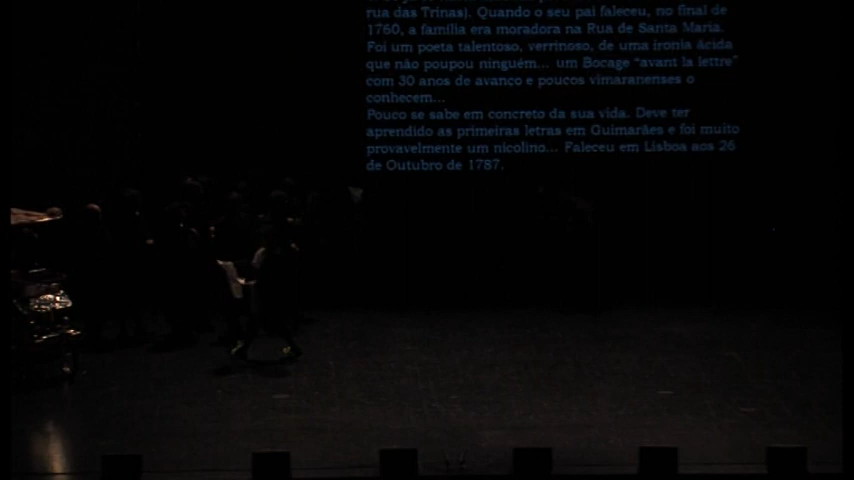 rua das Trinas). Quando o seu pai faleceu, no final de
1760, a família era moradora na Rua de Santa Maria.
Foi um poeta talentoso, verrinoso, de uma ironia ácida
que não poupou ninguém... um Bocage "avant la lettre"
com 30 anos de avanço e poucos vimaranenses o
conhecem...
Pouco se sabe em concreto da sua vida. Deve ter
aprendido as primeiras letras em Guimarães e foi muito
provavelmente um nicolino... Faleceu em Lisboa aos 26
de Outubro de 1787.